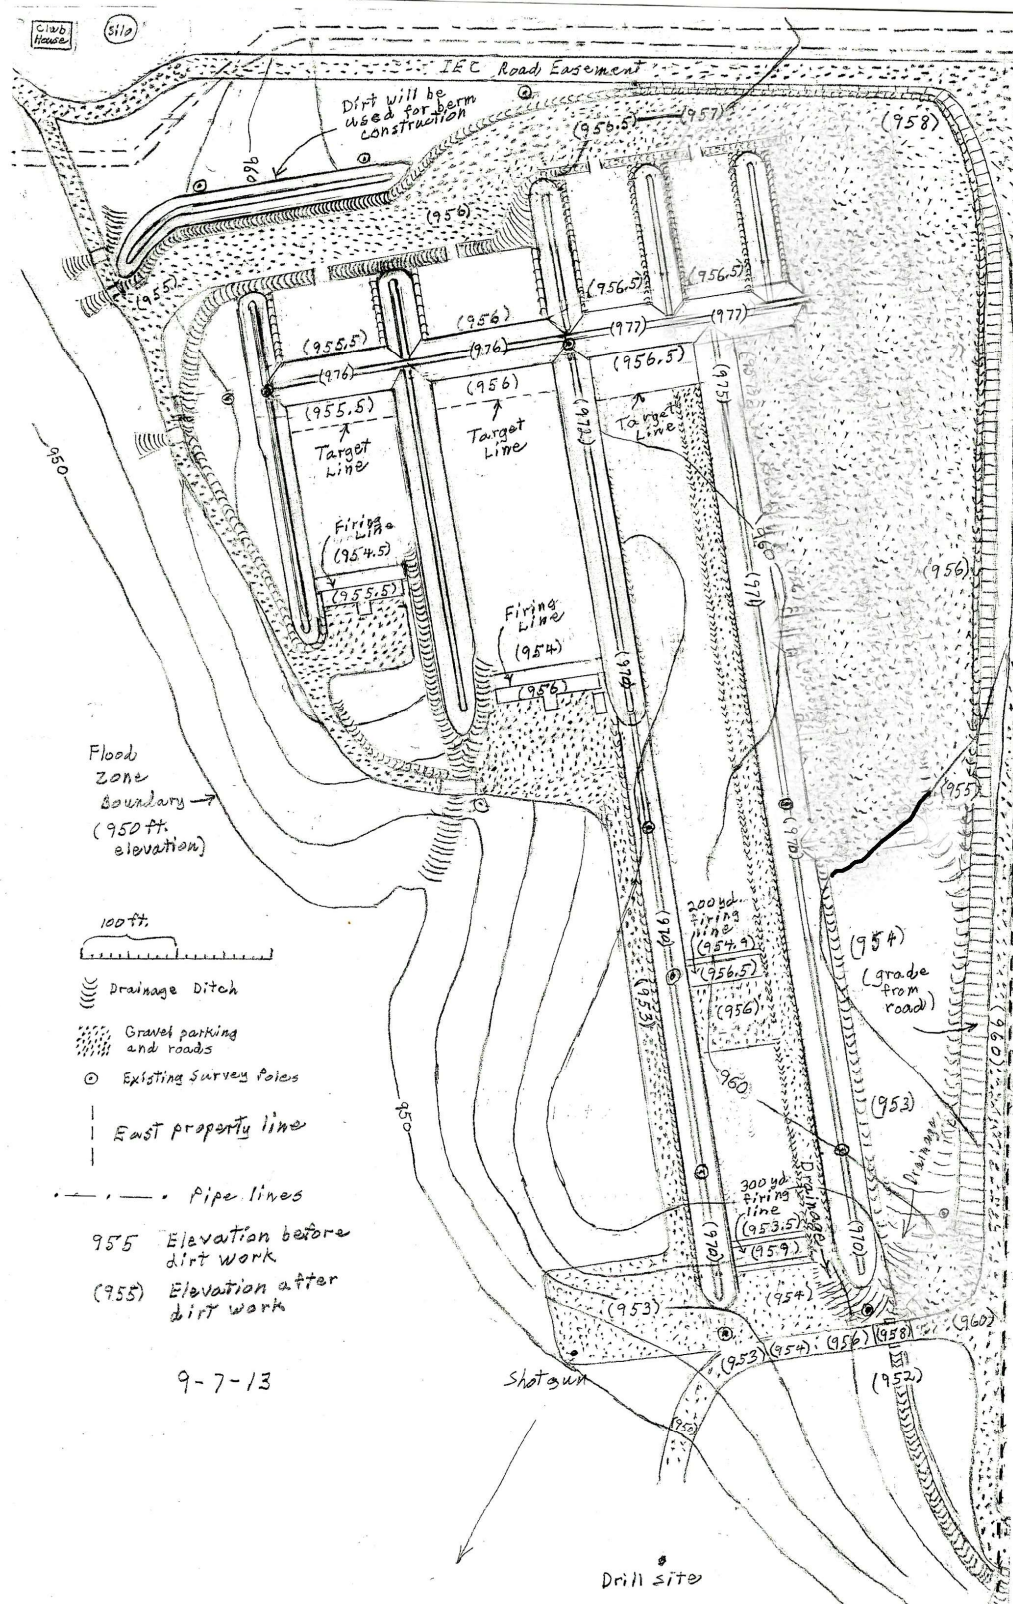 Club
House
Silo
IEC Road Easement
Dirt will be
used for berm
construction
960
(956.5)
(957)
(958)
(956)
(955)
(956.5)
(956.5)
(956)
(977)
(977)
(955.5)
(976)
(976)
(956.5)
(955.5)
(956)
(975)
(972)
Target
Line
Target
Line
Target
Line
950
Firing
Line
(954.5)
(955.5)
960
(956)
(971)
Firing
Line
(954)
(956)
(970)
Flood
Zone
Boundary
(950 ft.
elevation)
(955)
(970)
100 ft.
200 yd.
firing
line
(954.9)
(956.5)
(956)
(970)
(953)
(954)
(grade
from
road)
(960)
Drainage Ditch
Gravel parking
and roads
Existing Survey Poles
East property line
Pipe lines
955 Elevation before
dirt work
(955) Elevation after
dirt work
9-7-13
950
960
(953)
Drainage
line
300 yd
firing
line
(953.5)
(95.9)
Drainage
(970)
(970)
(953)
(954)
(953)
(954)
(956)
(958)
(960)
(952)
(950)
Shotgun
Drill site